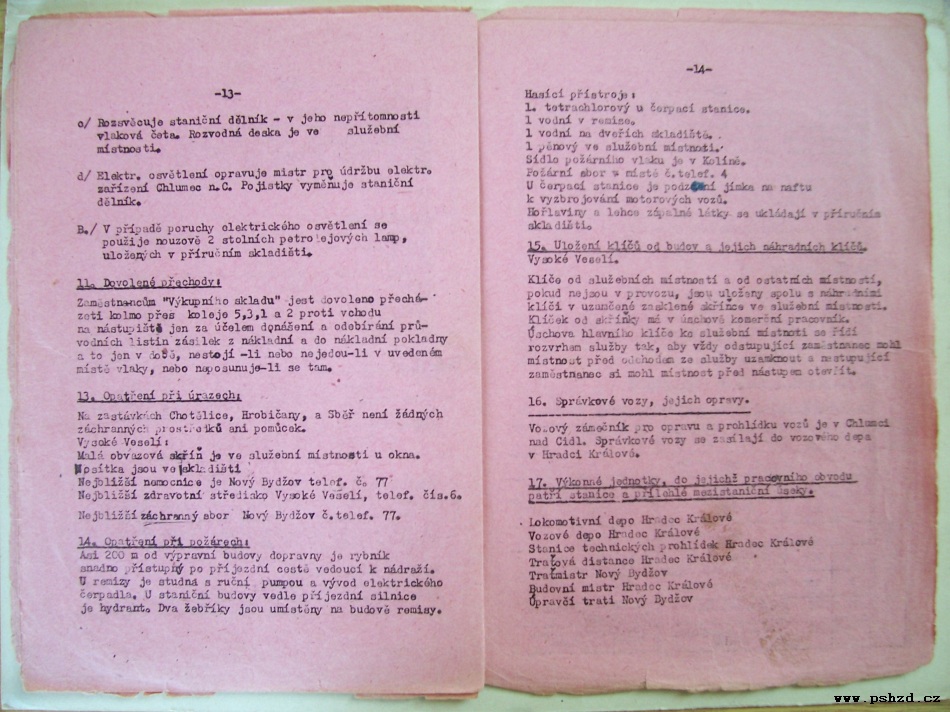 -13-
c/ Rozsvěcuje staniční dělník - v jeho nepřítomnosti
vlaková četa. Rozvodná deska je ve služební
místnosti.
d/ Elektr. osvětlení opravuje mistr pro údržbu elektro.
zařízení Chlumec n.C. Pojistky vyměňuje staniční
dělník.
B./ V případě poruchy elektrického osvětlení se
použije nouzově 2 stolních petrolejových lamp,
uložených v příručním skladišti.
11. Dovolené přechody:
Zaměstnancům "Výkupního skladu" jest dovoleno přechá-
zeti kolmo přes koleje 5,3,1 a 2 proti vchodu
na nástupiště jen za účelem donášení a odebírání prů-
vodních listin zásilek z nákladní a do nákladní pokladny
a to jen v době, nestojí -li nebo nejedou-li v uvedeném
místě vlaky, nebo neposunuje-li se tam.
13. Opatření při úrazech:
Na zastávkách Chotělice, Hrobičany, a Sběř není žádných
záchranných prostředků ani pomůcek.
Vysoké Veselí:
Malá obvazová skříň je ve služební místnosti u okna.
Nosítka jsou ve skladišti
Nejbližší nemocnice je Nový Bydžov telef. č. 77
Nejbližší zdravotní středisko Vysoké Veselí, telef. čís.6.
Nejbližší záchranný sbor Nový Bydžov č.telef. 77.
14. Opatření při požárech:
Asi 200 m od výpravní budovy dopravny je rybník
snadno přístupný po příjezdní cestě vedoucí k nádraží.
U remizy je studna s ruční pumpou a vývod elektrického
čerpadla. U staniční budovy vedle příjezdní silnice
je hydrant. Dva žebříky jsou umístěny na budově remisy.
-14-
Hasící přístroje:
1. tetrachlorový u čerpací stanice.
1 vodní v remise.
1 vodní na dveřích skladiště.
1 pěnový ve služební místnosti.
Sídlo požárního vlaku je v Kolíně.
Požární sbor v místě č.telef. 4
U čerpací stanice je podzemní jímka na naftu
k vyzbrojování motorových vozů.
Hořlaviny a lehce zápalné látky se ukládají v příručním
skladišti.
15. Uložení klíčů od budov a jejich náhradních klíčů.
Vysoké Veselí.
Klíče od služebních místností a od ostatních místností,
pokud nejsou v provozu, jsou uloženy spolu s náhradními
klíči v uzamčené zasklené skřínce ve služební místnosti.
Klíček od skřínky má v úschově komerční pracovník.
Úschova hlavního klíče ke služební místnosti se řídí
rozvrhem služby tak, aby vždy odstupující zaměstnanec mohl
místnost před odchodem ze služby uzamknout a nastupující
zaměstnanec si mohl místnost před nástupem otevřít.
16. Správkové vozy, jejich opravy.
Vozový zámečník pro opravu a prohlídku vozů je v Chlumci
nad Cidl. Správkové vozy se zasílají do vozového depa
v Hradci Králové.
17. Výkonné jednotky, do jejichž pracovního obvodu
patří stanice a přilehlé mezistaniční úseky.
Lokomotivní depo Hradec Králové
Vozové depo Hradec Králové
Stanice technických prohlídek Hradec Králové
Traťová distance Hradec Králové
Traťmistr Nový Bydžov
Budovní mistr Hradec Králové
Úpravčí trati Nový Bydžov
www.pshzd.cz